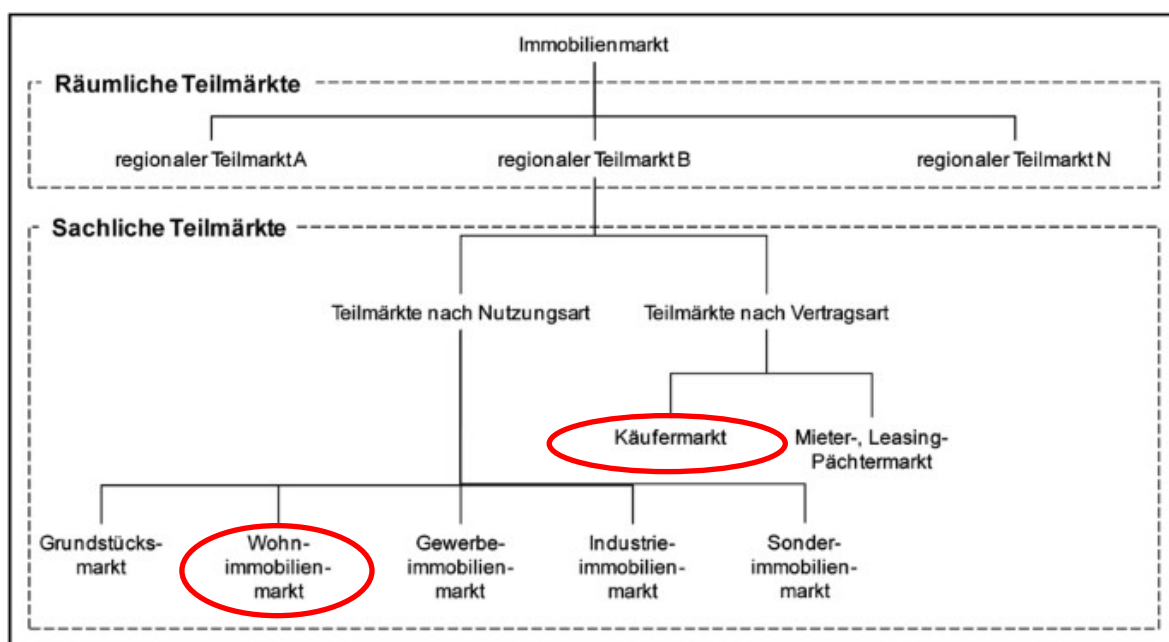 Immobilienmarkt
Räumliche Teilmärkte
regionaler Teilmarkt A
regionaler Teilmarkt B
regionaler Teilmarkt N
Sachliche Teilmärkte
Teilmärkte nach Nutzungsart
Teilmärkte nach Vertragsart
Käufermarkt
Mieter-, Leasing-
Pächtermarkt
Grundstücks-
markt
Wohn-
immobilien-
markt
Gewerbe-
immobilien-
markt
Industrie-
immobilien-
markt
Sonder-
immobilien-
markt